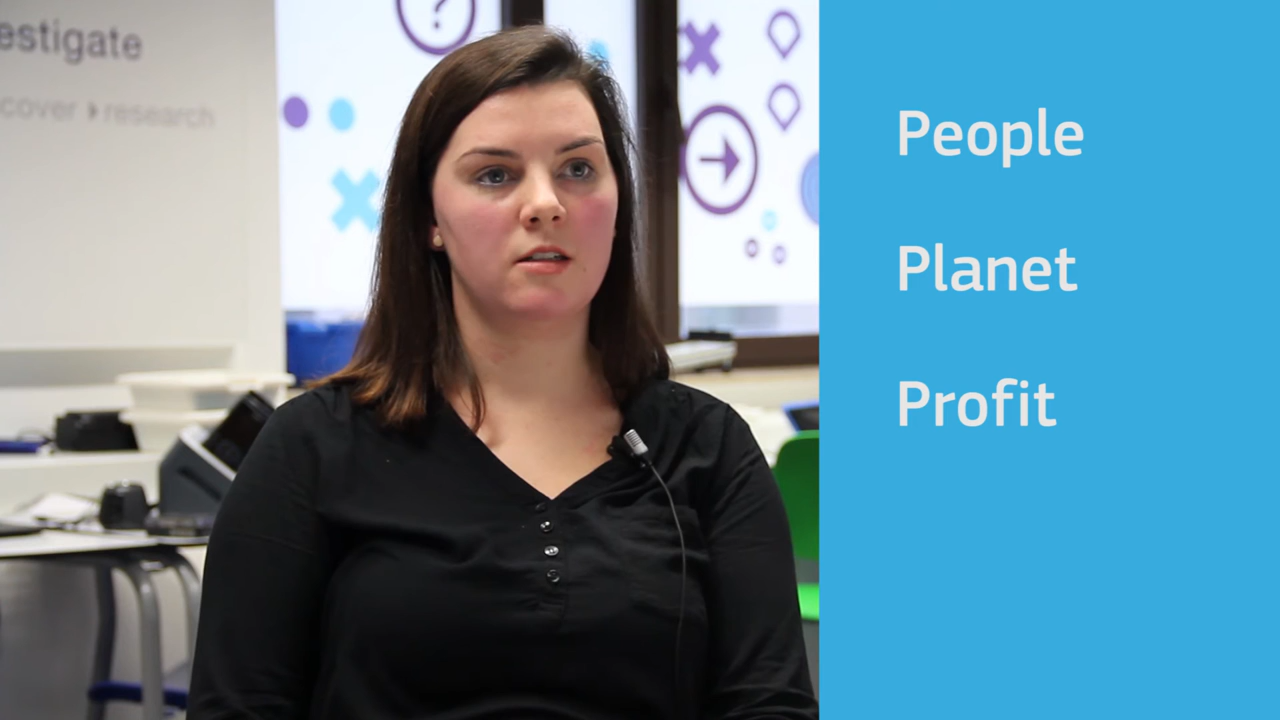 estigate
cover › research
?
People
Planet
Profit